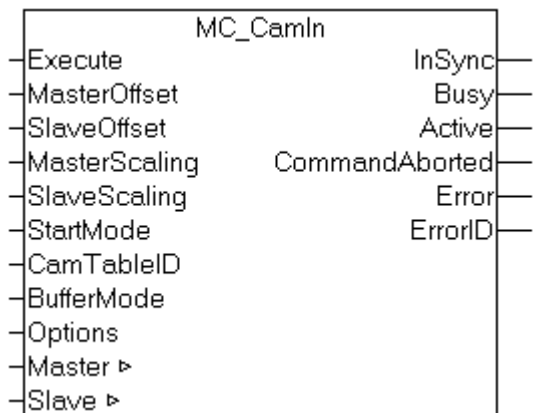 MC_CamIn
Execute InSync
MasterOffset Busy
SlaveOffset Active
MasterScaling CommandAborted
SlaveScaling Error
StartMode ErrorID
CamTableID
BufferMode
Options
Master
Slave